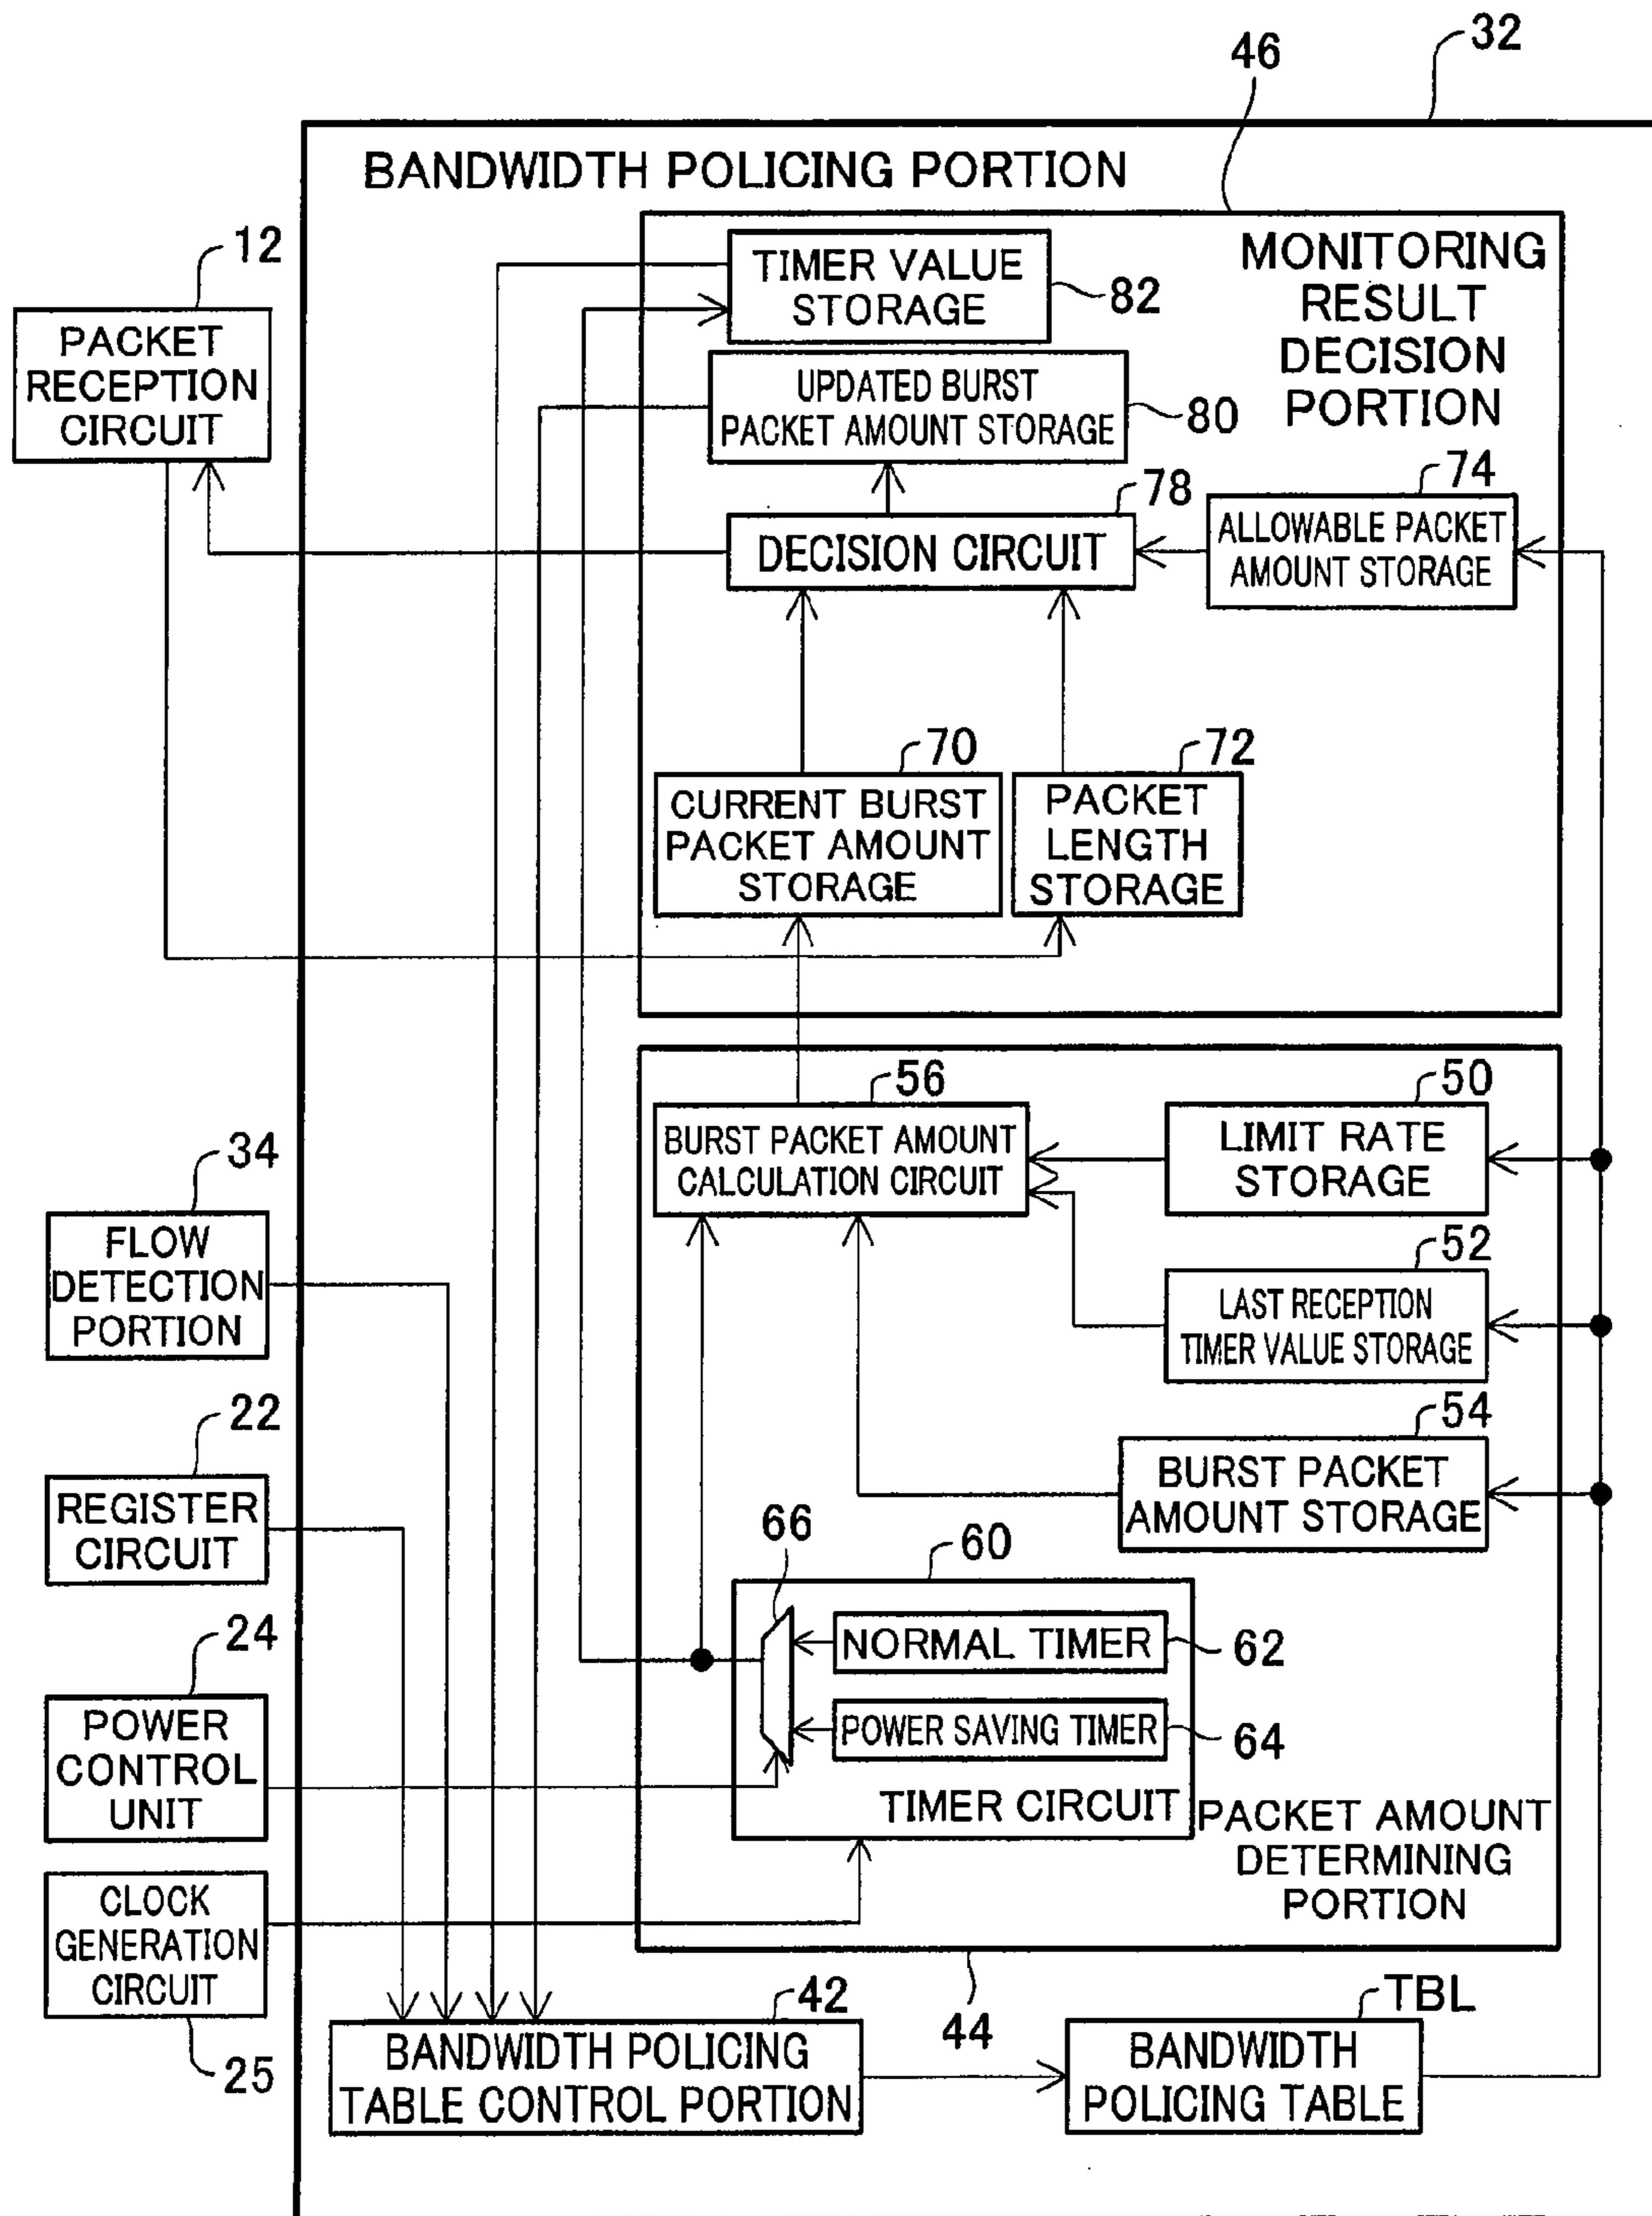 32
46
BANDWIDTH POLICING PORTION
12
PACKET
RECEPTION
CIRCUIT
TIMER VALUE
STORAGE
82
MONITORING
RESULT
DECISION
PORTION
UPDATED BURST
PACKET AMOUNT STORAGE
80
78
DECISION CIRCUIT
74
ALLOWABLE PACKET
AMOUNT STORAGE
70
CURRENT BURST
PACKET AMOUNT
STORAGE
72
PACKET
LENGTH
STORAGE
56
BURST PACKET AMOUNT
CALCULATION CIRCUIT
50
LIMIT RATE
STORAGE
34
FLOW
DETECTION
PORTION
52
LAST RECEPTION
TIMER VALUE STORAGE
22
REGISTER
CIRCUIT
54
BURST PACKET
AMOUNT STORAGE
66
60
NORMAL TIMER
62
24
POWER
CONTROL
UNIT
POWER SAVING TIMER
64
TIMER CIRCUIT
PACKET AMOUNT
DETERMINING
PORTION
CLOCK
GENERATION
CIRCUIT
25
44
42
BANDWIDTH POLICING
TABLE CONTROL PORTION
TBL
BANDWIDTH
POLICING TABLE